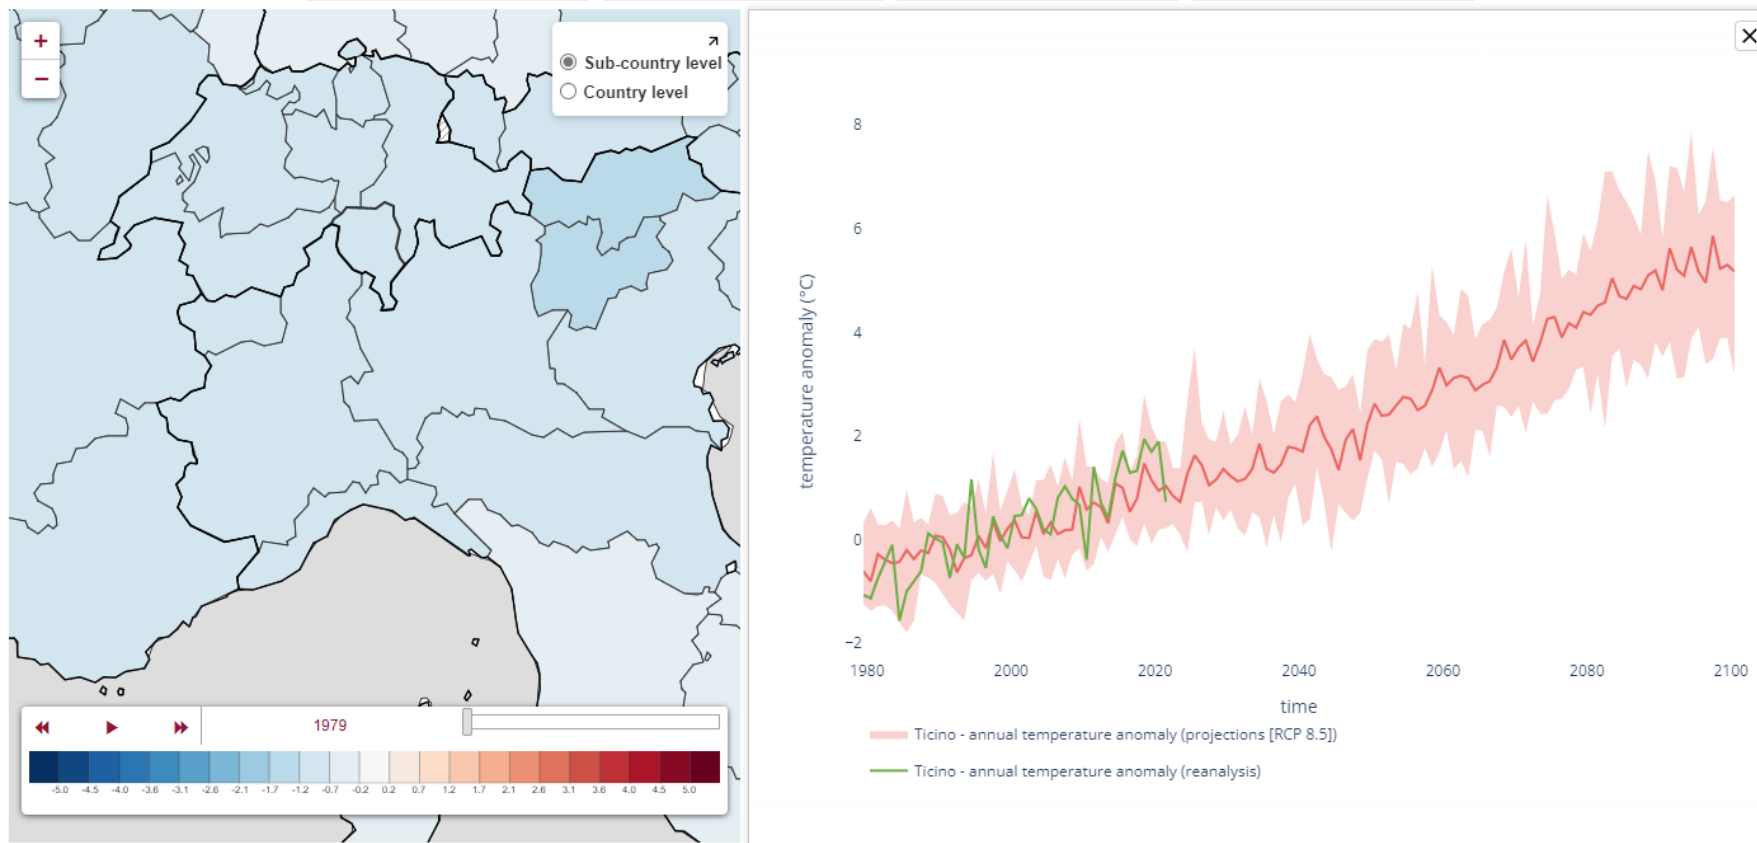 +
−
Sub-country level
Country level
1979
-5.0 -4.5 -4.0 -3.6 -3.1 -2.6 -2.1 -1.7 -1.2 -0.7 -0.2 0.2 0.7 1.2 1.7 2.1 2.6 3.1 3.6 4.0 4.5 5.0
temperature anomaly (°C)
8
6
4
2
0
−2
1980 2000 2020 2040 2060 2080 2100
time
Ticino - annual temperature anomaly (projections [RCP 8.5])
Ticino - annual temperature anomaly (reanalysis)